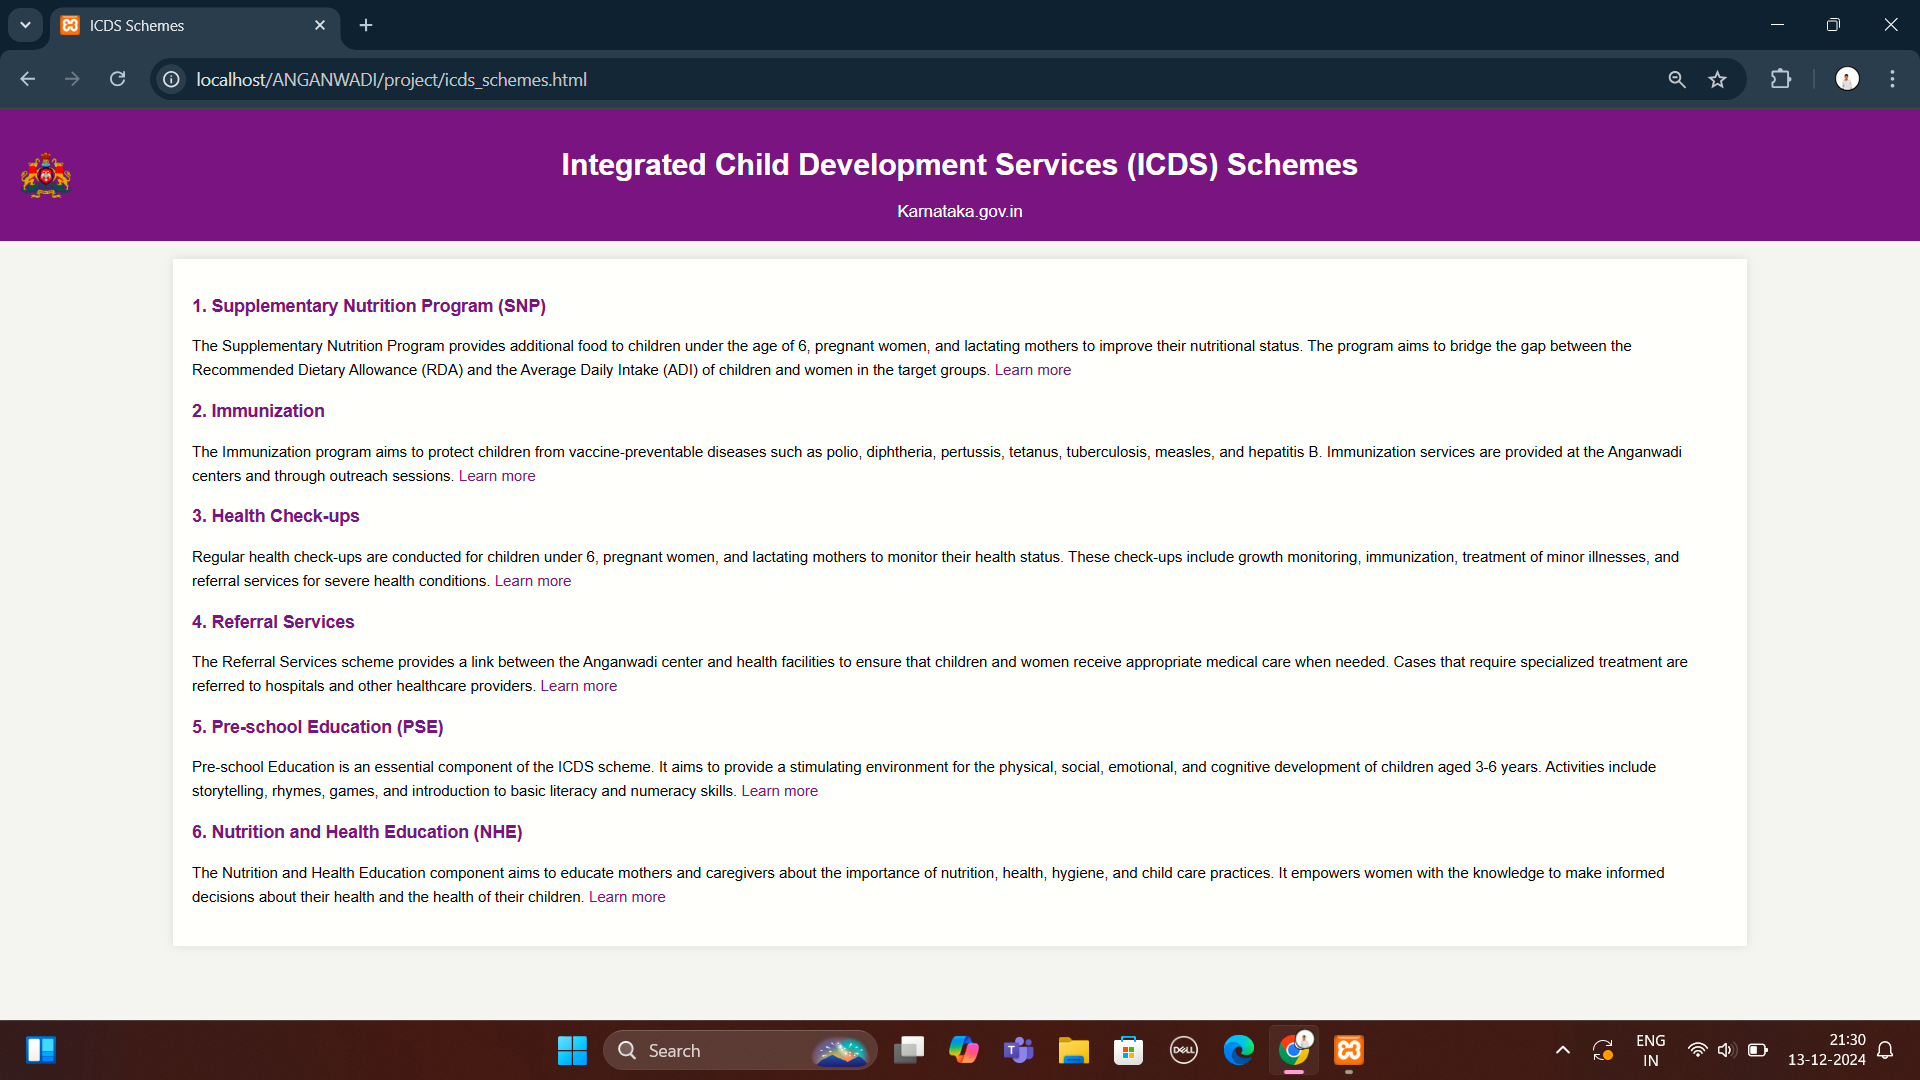 ICDS Schemes
localhost/ANGANWADI/project/icds_schemes.html
Integrated Child Development Services (ICDS) Schemes
Karnataka.gov.in
1. Supplementary Nutrition Program (SNP)
The Supplementary Nutrition Program provides additional food to children under the age of 6, pregnant women, and lactating mothers to improve their nutritional status. The program aims to bridge the gap between the
Recommended Dietary Allowance (RDA) and the Average Daily Intake (ADI) of children and women in the target groups. Learn more
2. Immunization
The Immunization program aims to protect children from vaccine-preventable diseases such as polio, diphtheria, pertussis, tetanus, tuberculosis, measles, and hepatitis B. Immunization services are provided at the Anganwadi
centers and through outreach sessions. Learn more
3. Health Check-ups
Regular health check-ups are conducted for children under 6, pregnant women, and lactating mothers to monitor their health status. These check-ups include growth monitoring, immunization, treatment of minor illnesses, and
referral services for severe health conditions. Learn more
4. Referral Services
The Referral Services scheme provides a link between the Anganwadi center and health facilities to ensure that children and women receive appropriate medical care when needed. Cases that require specialized treatment are
referred to hospitals and other healthcare providers. Learn more
5. Pre-school Education (PSE)
Pre-school Education is an essential component of the ICDS scheme. It aims to provide a stimulating environment for the physical, social, emotional, and cognitive development of children aged 3-6 years. Activities include
storytelling, rhymes, games, and introduction to basic literacy and numeracy skills. Learn more
6. Nutrition and Health Education (NHE)
The Nutrition and Health Education component aims to educate mothers and caregivers about the importance of nutrition, health, hygiene, and child care practices. It empowers women with the knowledge to make informed
decisions about their health and the health of their children. Learn more
Search
DELL
ENG
IN
21:30
13-12-2024